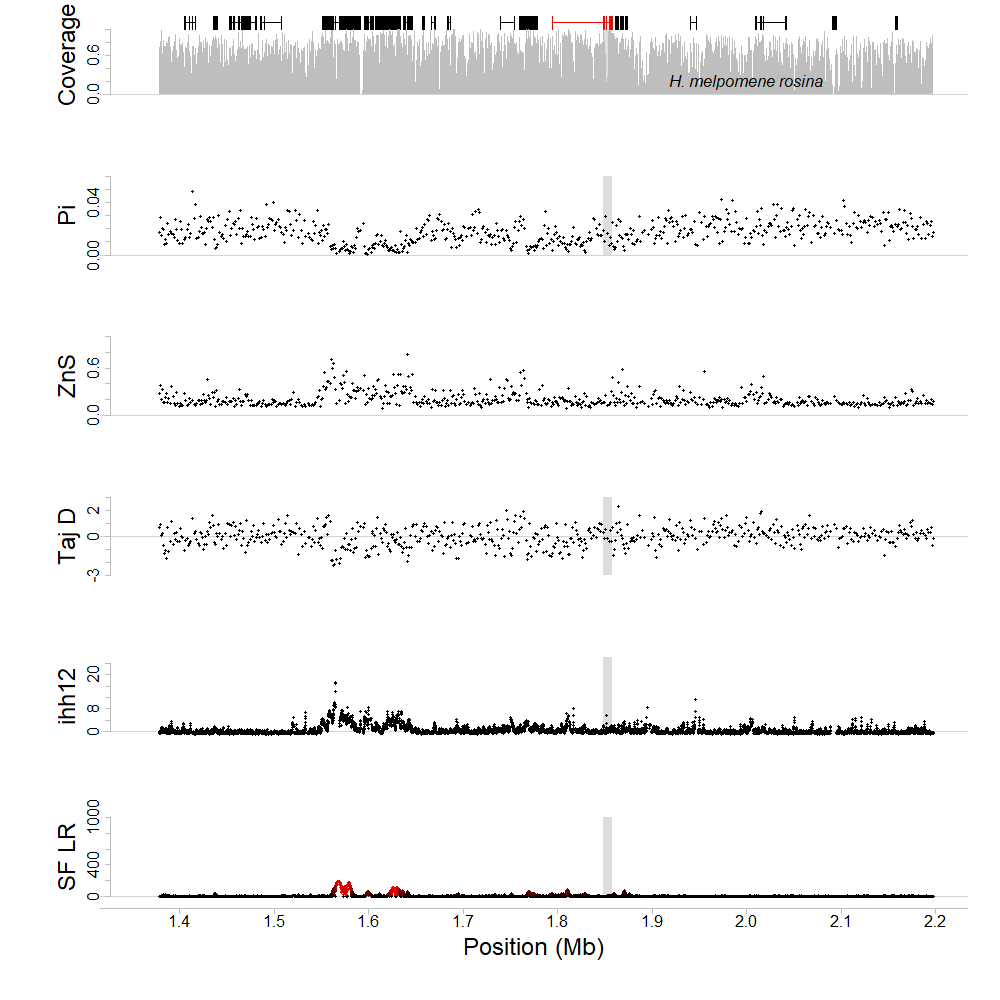 Coverage
0.6
0.0
H. melpomene rosina
Pi
0.04
0.00
ZnS
0.6
0.0
Taj D
2
0
-3
ihh12
20
8
0
SF LR
1000
400
0
1.4 1.5 1.6 1.7 1.8 1.9 2.0 2.1 2.2
Position (Mb)